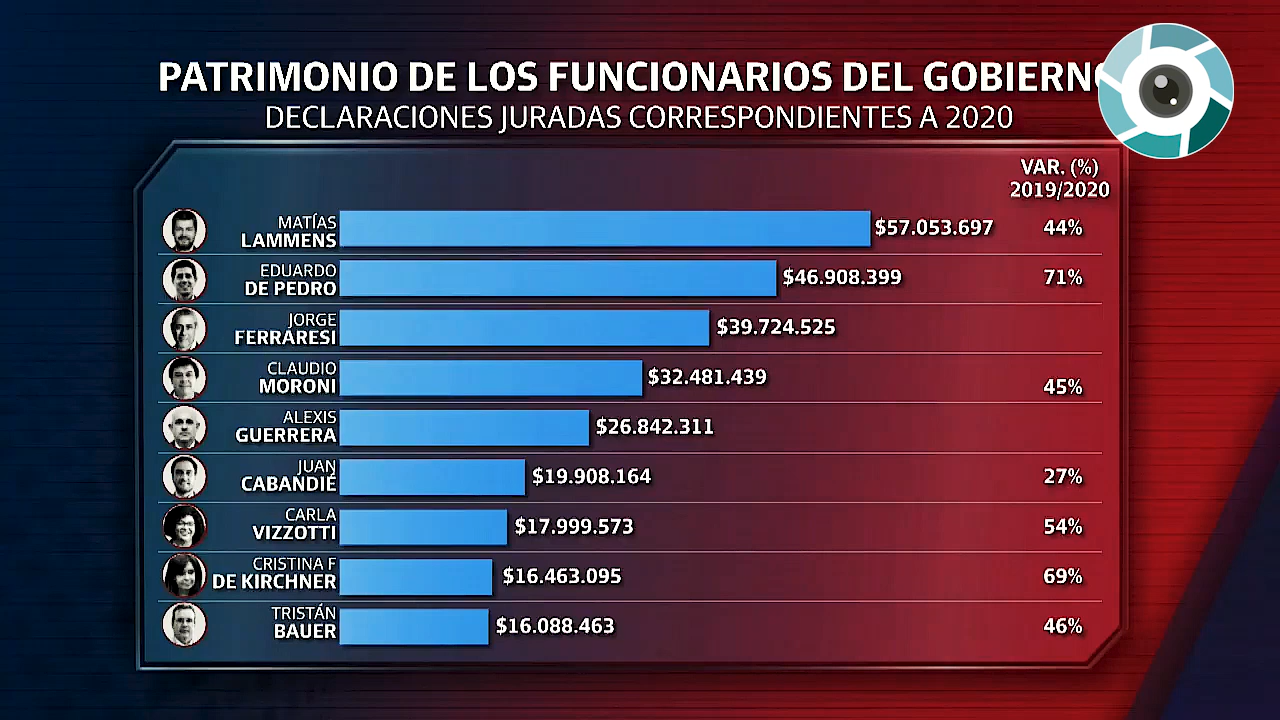 PATRIMONIO DE LOS FUNCIONARIOS DEL GOBIERNO
DECLARACIONES JURADAS CORRESPONDIENTES A 2020
VAR. (%)
2019/2020
MATÍAS
LAMMENS $57.053.697 44%
EDUARDO
DE PEDRO $46.908.399 71%
JORGE
FERRARESI $39.724.525
CLAUDIO
MORONI $32.481.439 45%
ALEXIS
GUERRERA $26.842.311
JUAN
CABANDIÉ $19.908.164 27%
CARLA
VIZZOTTI $17.999.573 54%
CRISTINA F
DE KIRCHNER $16.463.095 69%
TRISTÁN
BAUER $16.088.463 46%